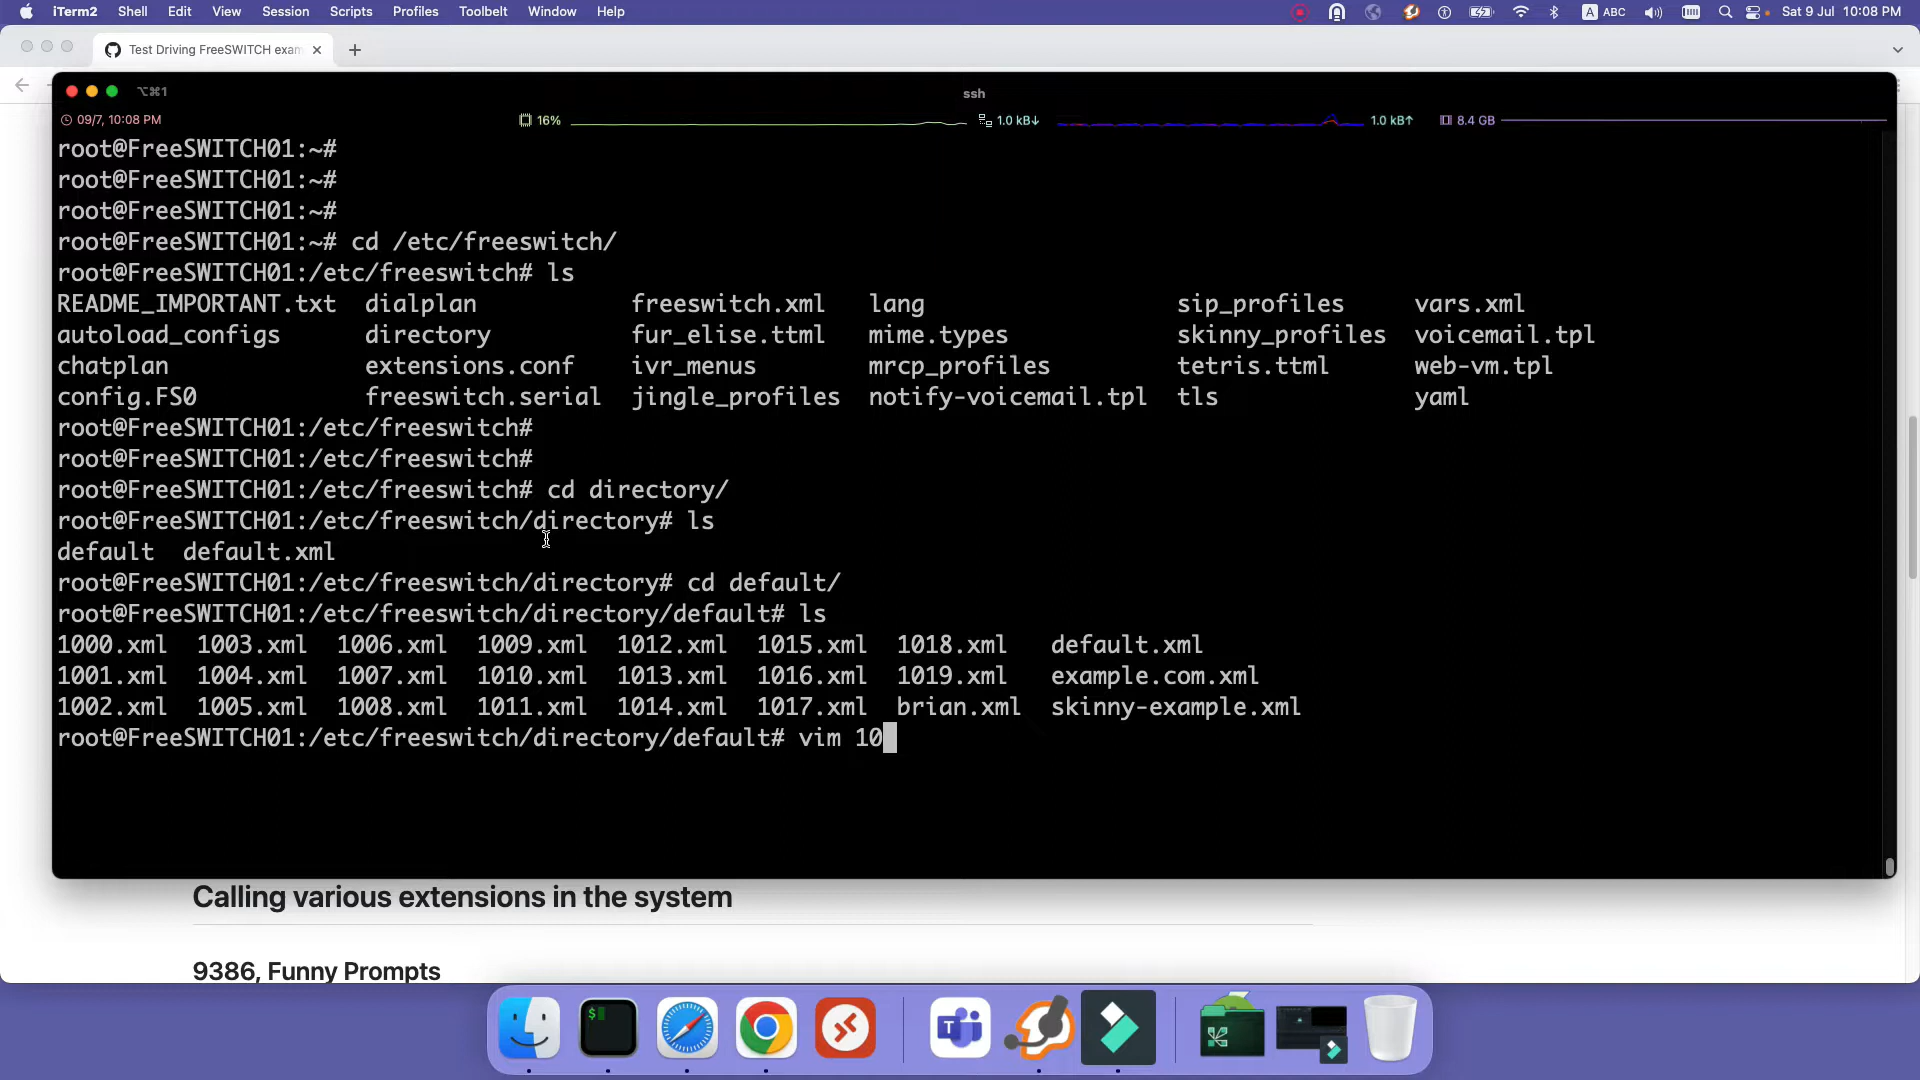 iTerm2 Shell Edit View Session Scripts Profiles Toolbelt Window Help A ABC Sat 9 Jul 10:08 PM
Test Driving FreeSWITCH exam
⌥⌘1 ssh
09/7, 10:08 PM 16% 1.0 kB↓ 1.0 kB↑ 8.4 GB
root@FreeSWITCH01:~#
root@FreeSWITCH01:~#
root@FreeSWITCH01:~#
root@FreeSWITCH01:~# cd /etc/freeswitch/
root@FreeSWITCH01:/etc/freeswitch# ls
README_IMPORTANT.txt dialplan freeswitch.xml lang sip_profiles vars.xml
autoload_configs directory fur_elise.ttml mime.types skinny_profiles voicemail.tpl
chatplan extensions.conf ivr_menus mrcp_profiles tetris.ttml web-vm.tpl
config.FS0 freeswitch.serial jingle_profiles notify-voicemail.tpl tls yaml
root@FreeSWITCH01:/etc/freeswitch#
root@FreeSWITCH01:/etc/freeswitch#
root@FreeSWITCH01:/etc/freeswitch# cd directory/
root@FreeSWITCH01:/etc/freeswitch/directory# ls
default default.xml
root@FreeSWITCH01:/etc/freeswitch/directory# cd default/
root@FreeSWITCH01:/etc/freeswitch/directory/default# ls
1000.xml 1003.xml 1006.xml 1009.xml 1012.xml 1015.xml 1018.xml default.xml
1001.xml 1004.xml 1007.xml 1010.xml 1013.xml 1016.xml 1019.xml example.com.xml
1002.xml 1005.xml 1008.xml 1011.xml 1014.xml 1017.xml brian.xml skinny-example.xml
root@FreeSWITCH01:/etc/freeswitch/directory/default# vim 10
Calling various extensions in the system
9386, Funny Prompts
$
T